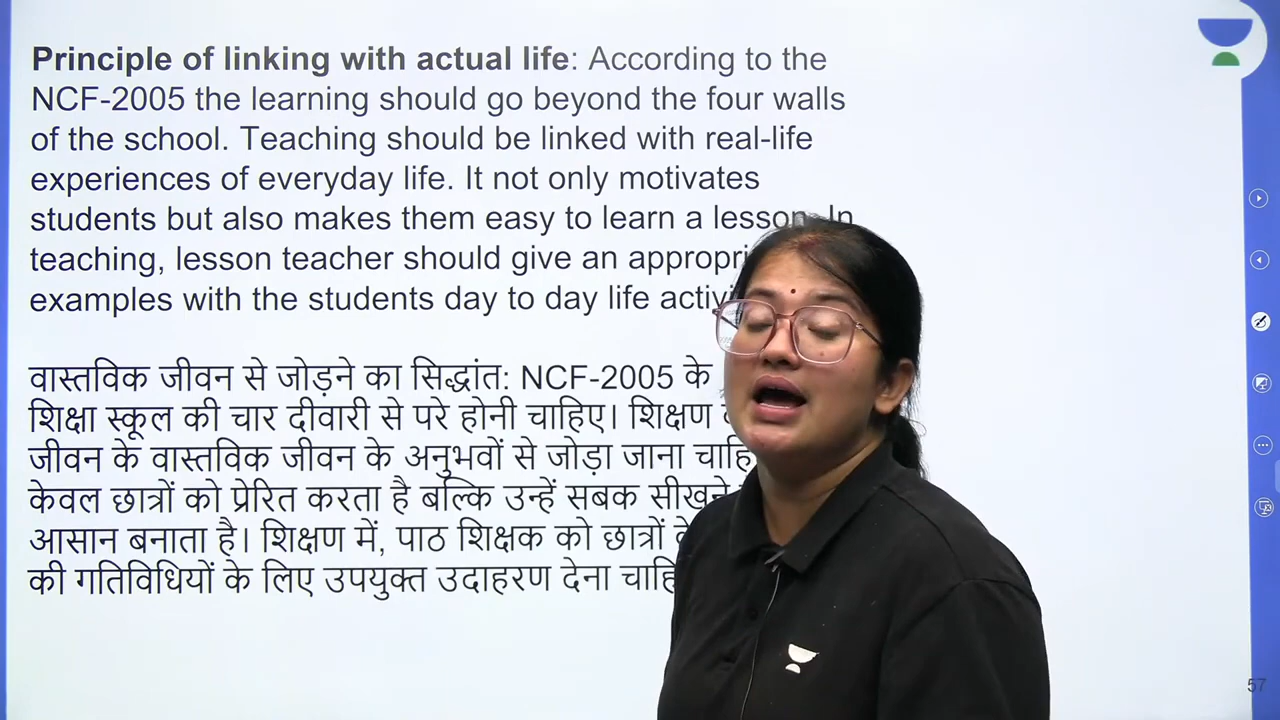 Principle of linking with actual life: According to the
NCF-2005 the learning should go beyond the four walls
of the school. Teaching should be linked with real-life
experiences of everyday life. It not only motivates
students but also makes them easy to learn a lesson. In
teaching, lesson teacher should give an
examples with the students day to day life
वास्तविक जीवन से जोड़ने का सिद्धांत: NCF-2005 के
शिक्षा स्कूल की चार दीवारी से परे होनी चाहिए। शिक्षण
जीवन के वास्तविक जीवन के अनुभवों से जोड़ा जाना
केवल छात्रों को प्रेरित करता है बल्कि उन्हें सबक सीखने
आसान बनाता है। शिक्षण में, पाठ शिक्षक को छात्रों
की गतिविधियों के लिए उपयुक्त उदाहरण देना
57